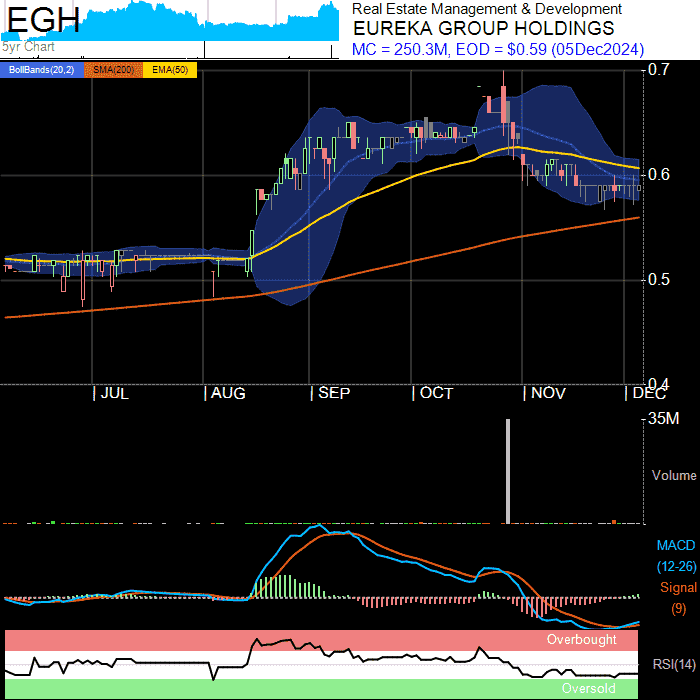 EGH
5yr Chart
Real Estate Management & Development
EUREKA GROUP HOLDINGS
MC = 250.3M, EOD = $0.59 (05Dec2024)
BollBands(20,2) SMA(200) EMA(50)
0.7
0.6
0.5
0.4
JUL AUG SEP OCT NOV DEC
35M
Volume
MACD
(12-26)
Signal
(9)
Overbought
RSI(14)
Oversold